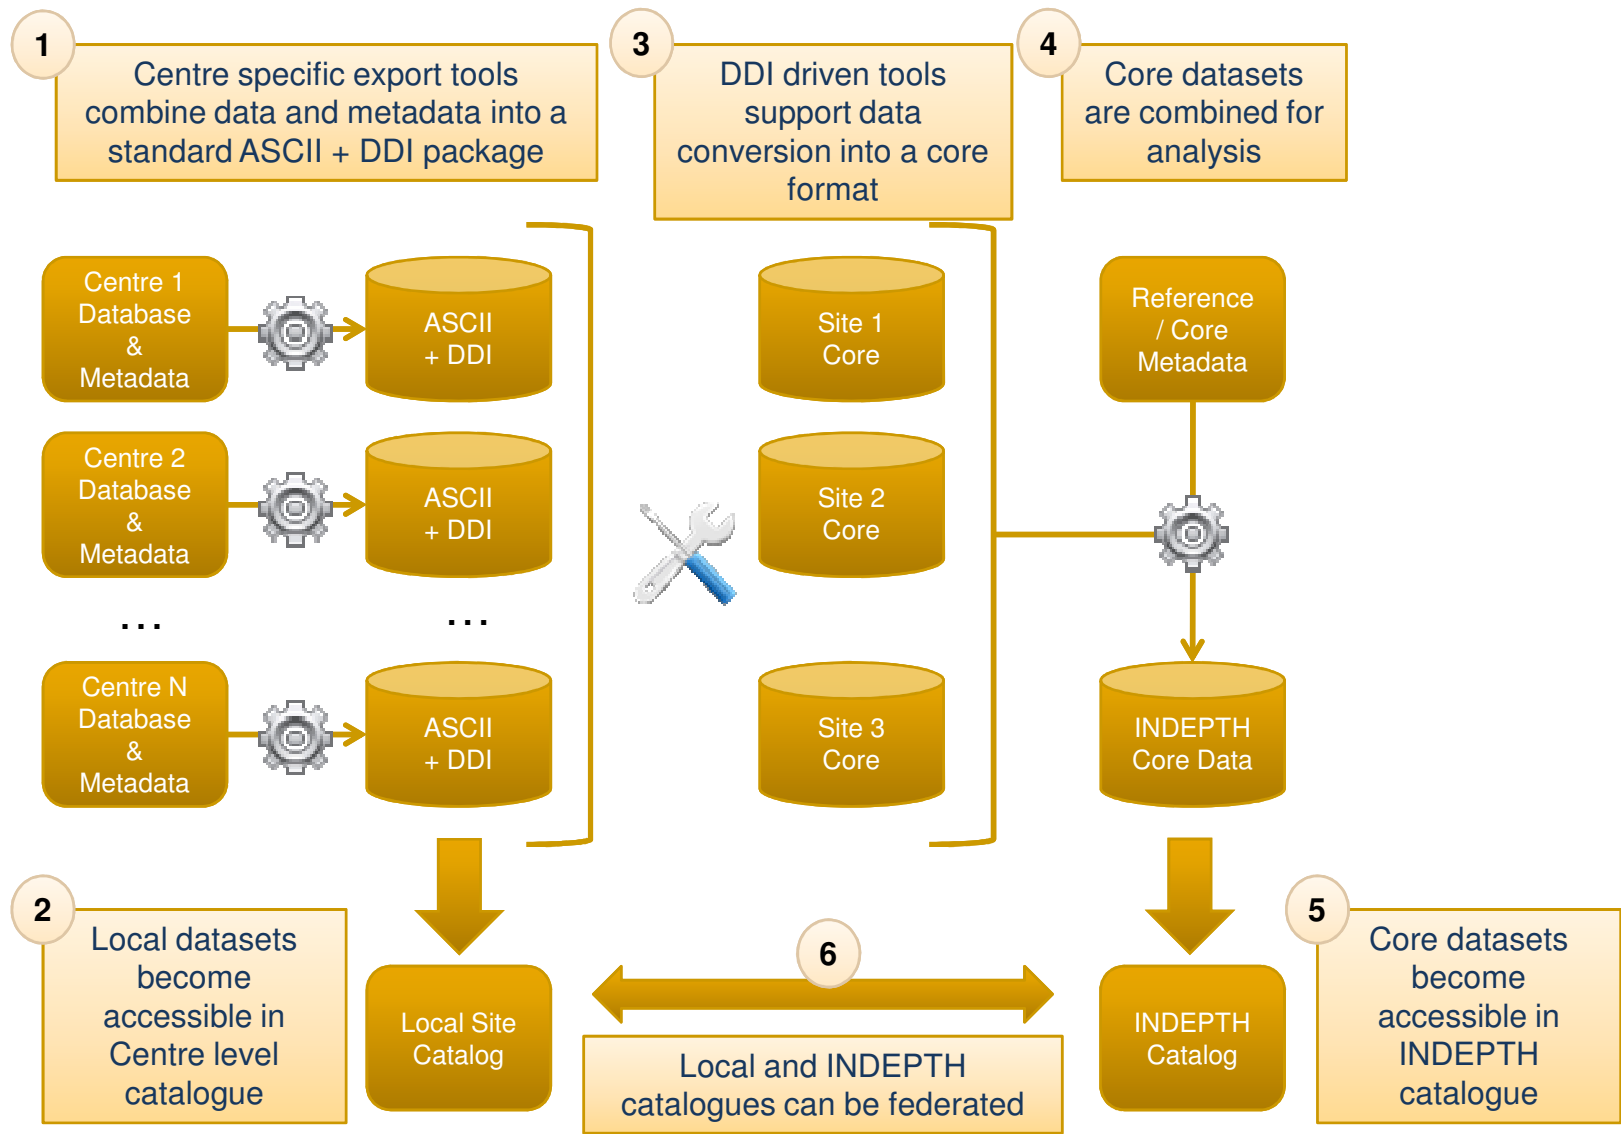 1
Centre specific export tools
combine data and metadata into a
standard ASCII + DDI package
3
DDI driven tools
support data
conversion into a core
format
4
Core datasets
are combined for
analysis
Centre 1
Database
&
Metadata
ASCII
+ DDI
Site 1
Core
Reference
/ Core
Metadata
Centre 2
Database
&
Metadata
ASCII
+ DDI
Site 2
Core
...
...
Centre N
Database
&
Metadata
ASCII
+ DDI
Site 3
Core
INDEPTH
Core Data
2
Local datasets
become
accessible in
Centre level
catalogue
Local Site
Catalog
6
Local and INDEPTH
catalogues can be federated
INDEPTH
Catalog
5
Core datasets
become
accessible in
INDEPTH
catalogue